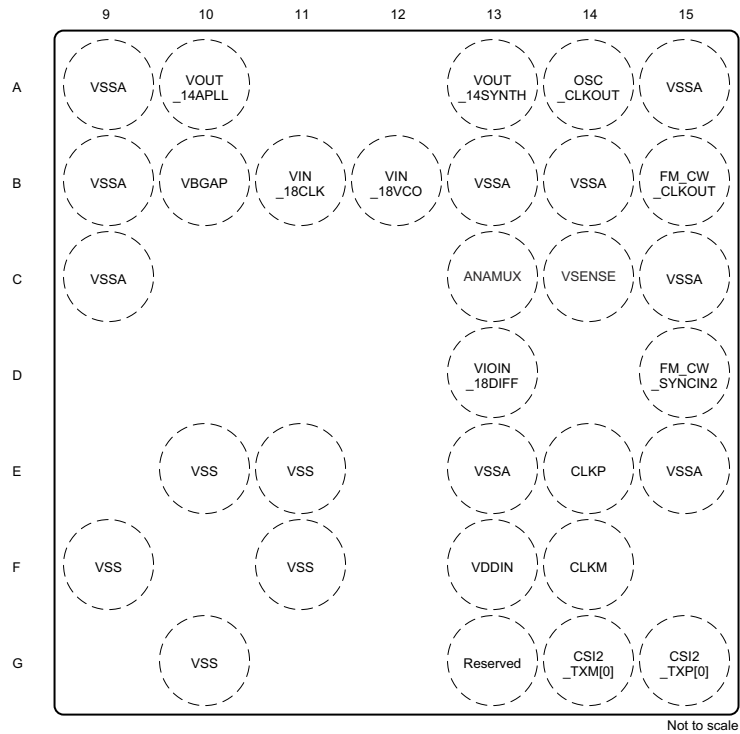 9 10 11 12 13 14 15
A
VSSA
VOUT
_14APLL
VOUT
_14SYNTH
OSC
_CLKOUT
VSSA
B
VSSA
VBGAP
VIN
_18CLK
VIN
_18VCO
VSSA
VSSA
FM_CW
_CLKOUT
C
VSSA
ANAMUX
VSENSE
VSSA
D
VIOIN
_18DIFF
FM_CW
_SYNCIN2
E
VSS
VSS
VSSA
CLKP
VSSA
F
VSS
VSS
VDDIN
CLKM
G
VSS
Reserved
CSI2
_TXM[0]
CSI2
_TXP[0]
Not to scale